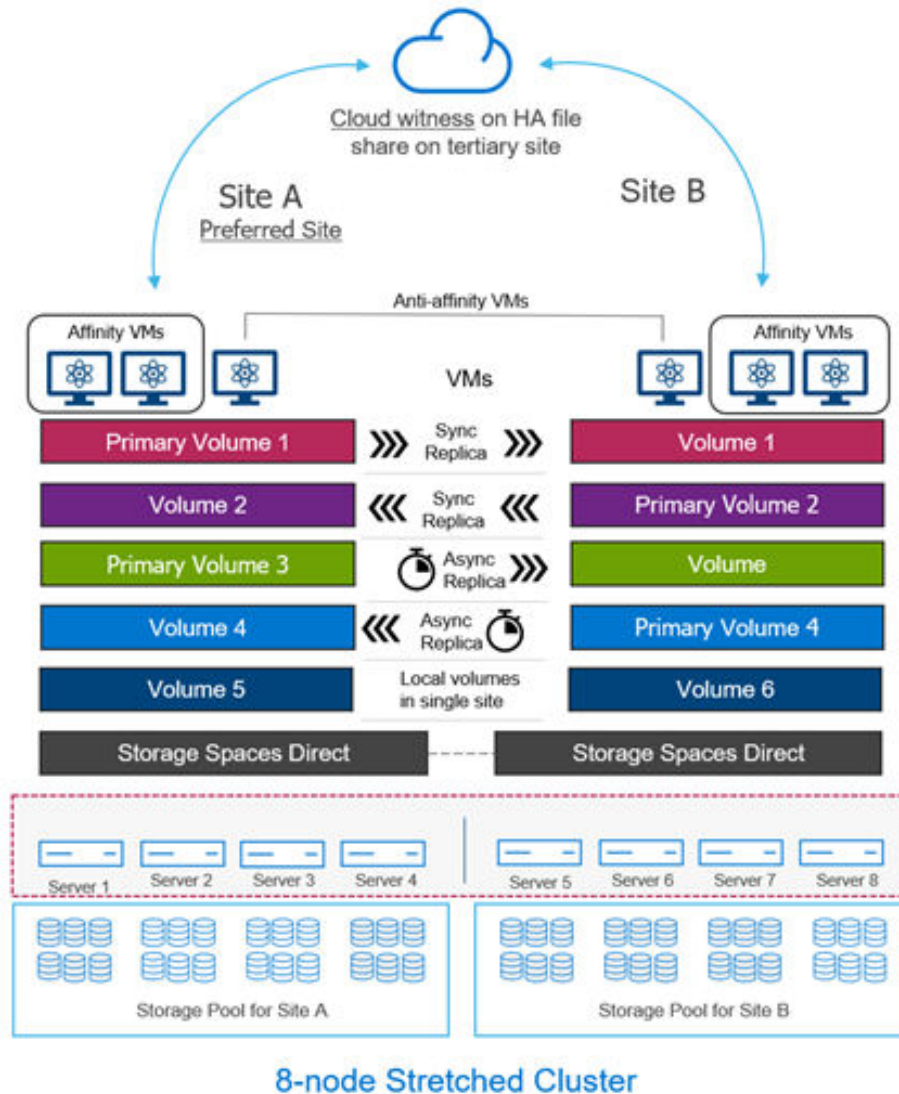 Cloud witness on HA file
share on tertiary site
Site A
Preferred Site
Site B
Anti-affinity VMs
Affinity VMs
VMs
Affinity VMs
Primary Volume 1
Sync
Replica
Volume 1
Volume 2
Sync
Replica
Primary Volume 2
Primary Volume 3
Async
Replica
Volume
Volume 4
Async
Replica
Primary Volume 4
Volume 5
Local volumes
in single site
Volume 6
Storage Spaces Direct
Storage Spaces Direct
Server 1
Server 2
Server 3
Server 4
Server 5
Server 6
Server 7
Server 8
Storage Pool for Site A
Storage Pool for Site B
8-node Stretched Cluster